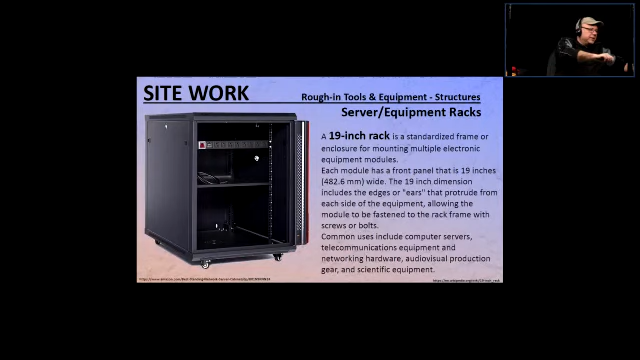 SITE WORK
Rough-in Tools & Equipment - Structures
Server/Equipment Racks
A 19-inch rack is a standardized frame or
enclosure for mounting multiple electronic
equipment modules.
Each module has a front panel that is 19 inches
(482.6 mm) wide. The 19 inch dimension
includes the edges or "ears" that protrude from
each side of the equipment, allowing the
module to be fastened to the rack frame with
screws or bolts.
Common uses include computer servers,
telecommunications equipment and
networking hardware, audiovisual production
gear, and scientific equipment.